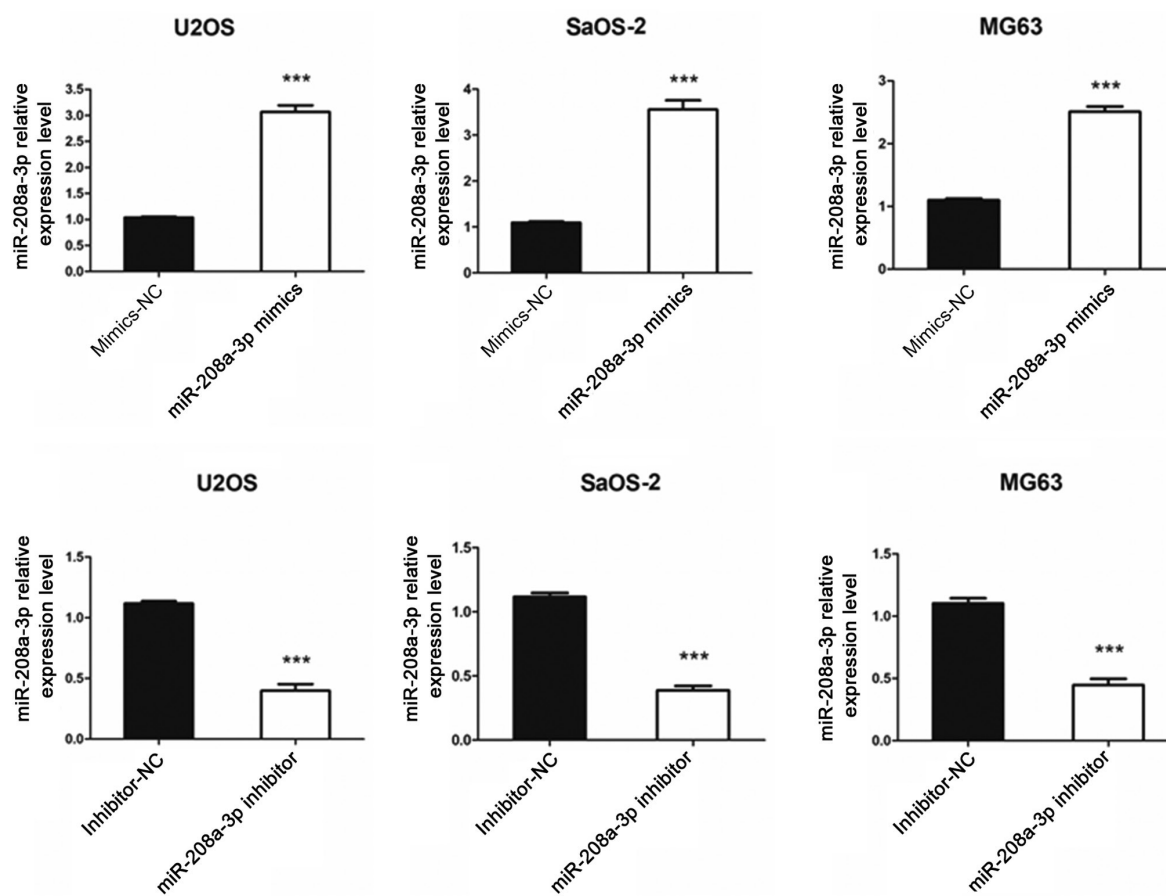 U2OS
miR-208a-3p relative
expression level
3.5
3.0
2.5
2.0
1.5
1.0
0.5
0.0
***
Mimics-NC
miR-208a-3p mimics
SaOS-2
miR-208a-3p relative
expression level
4
3
2
1
0
***
Mimics-NC
miR-208a-3p mimics
MG63
miR-208a-3p relative
expression level
3
2
1
0
***
Mimics-NC
miR-208a-3p mimics
U2OS
miR-208a-3p relative
expression level
1.5
1.0
0.5
0.0
***
Inhibitor-NC
miR-208a-3p inhibitor
SaOS-2
miR-208a-3p relative
expression level
1.5
1.0
0.5
0.0
***
Inhibitor-NC
miR-208a-3p inhibitor
MG63
miR-208a-3p relative
expression level
1.5
1.0
0.5
0.0
***
Inhibitor-NC
miR-208a-3p inhibitor